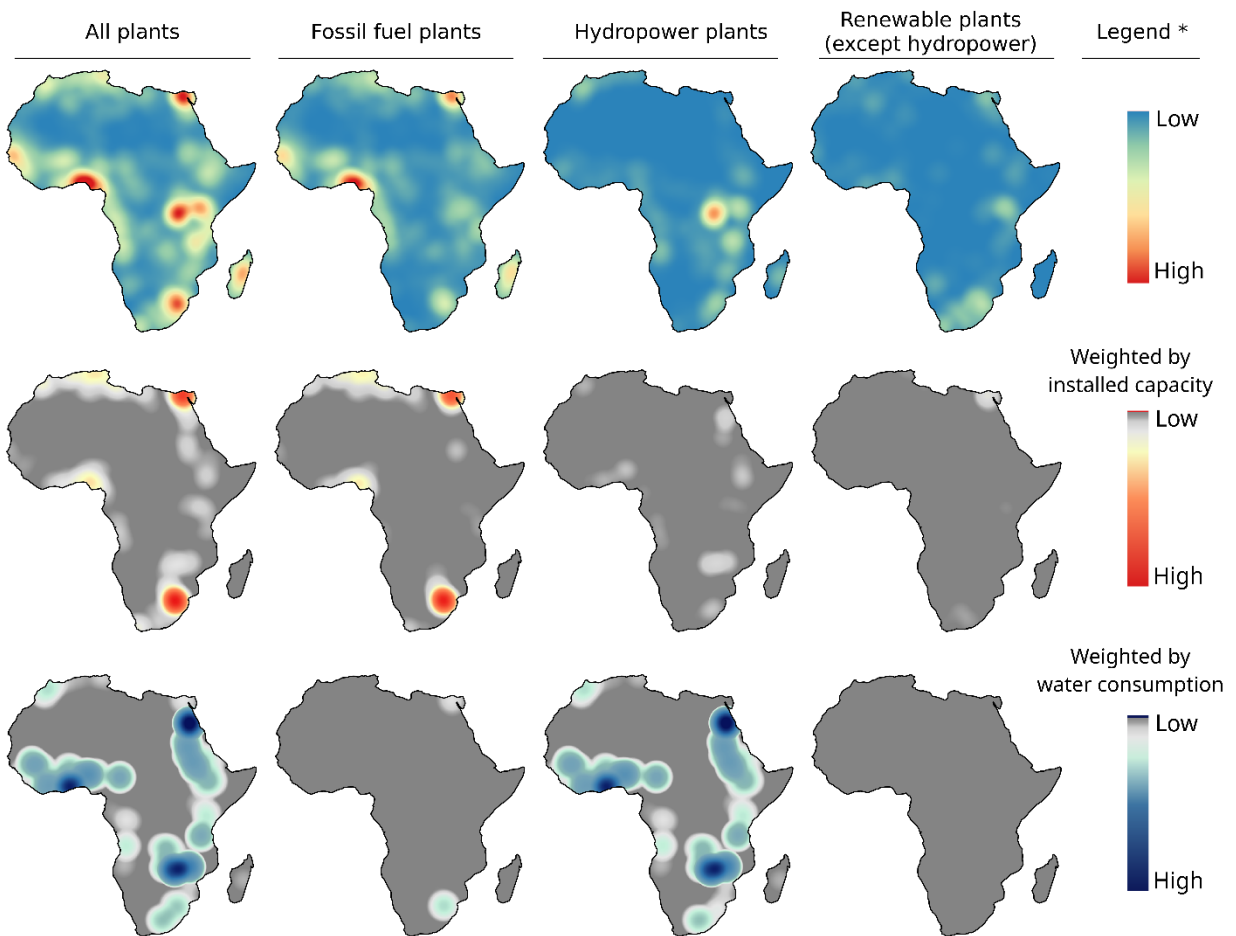 All plants
Fossil fuel plants
Hydropower plants
Renewable plants
(except hydropower)
Legend *
Low
High
Weighted by
installed capacity
Low
High
Weighted by
water consumption
Low
High